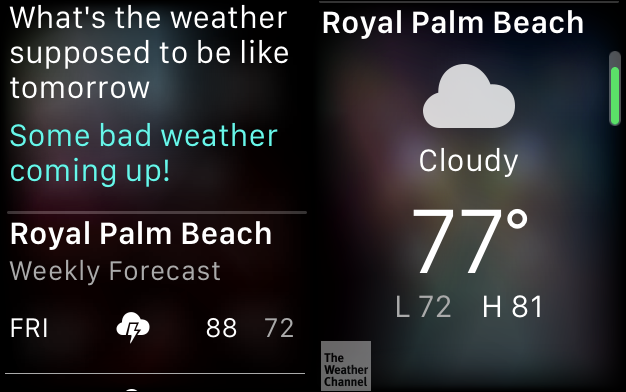 What's the weather
supposed to be like
tomorrow
Some bad weather
coming up!
Royal Palm Beach
Weekly Forecast
FRI 88 72
Royal Palm Beach
Cloudy
77°
L 72 H 81
The
Weather
Channel